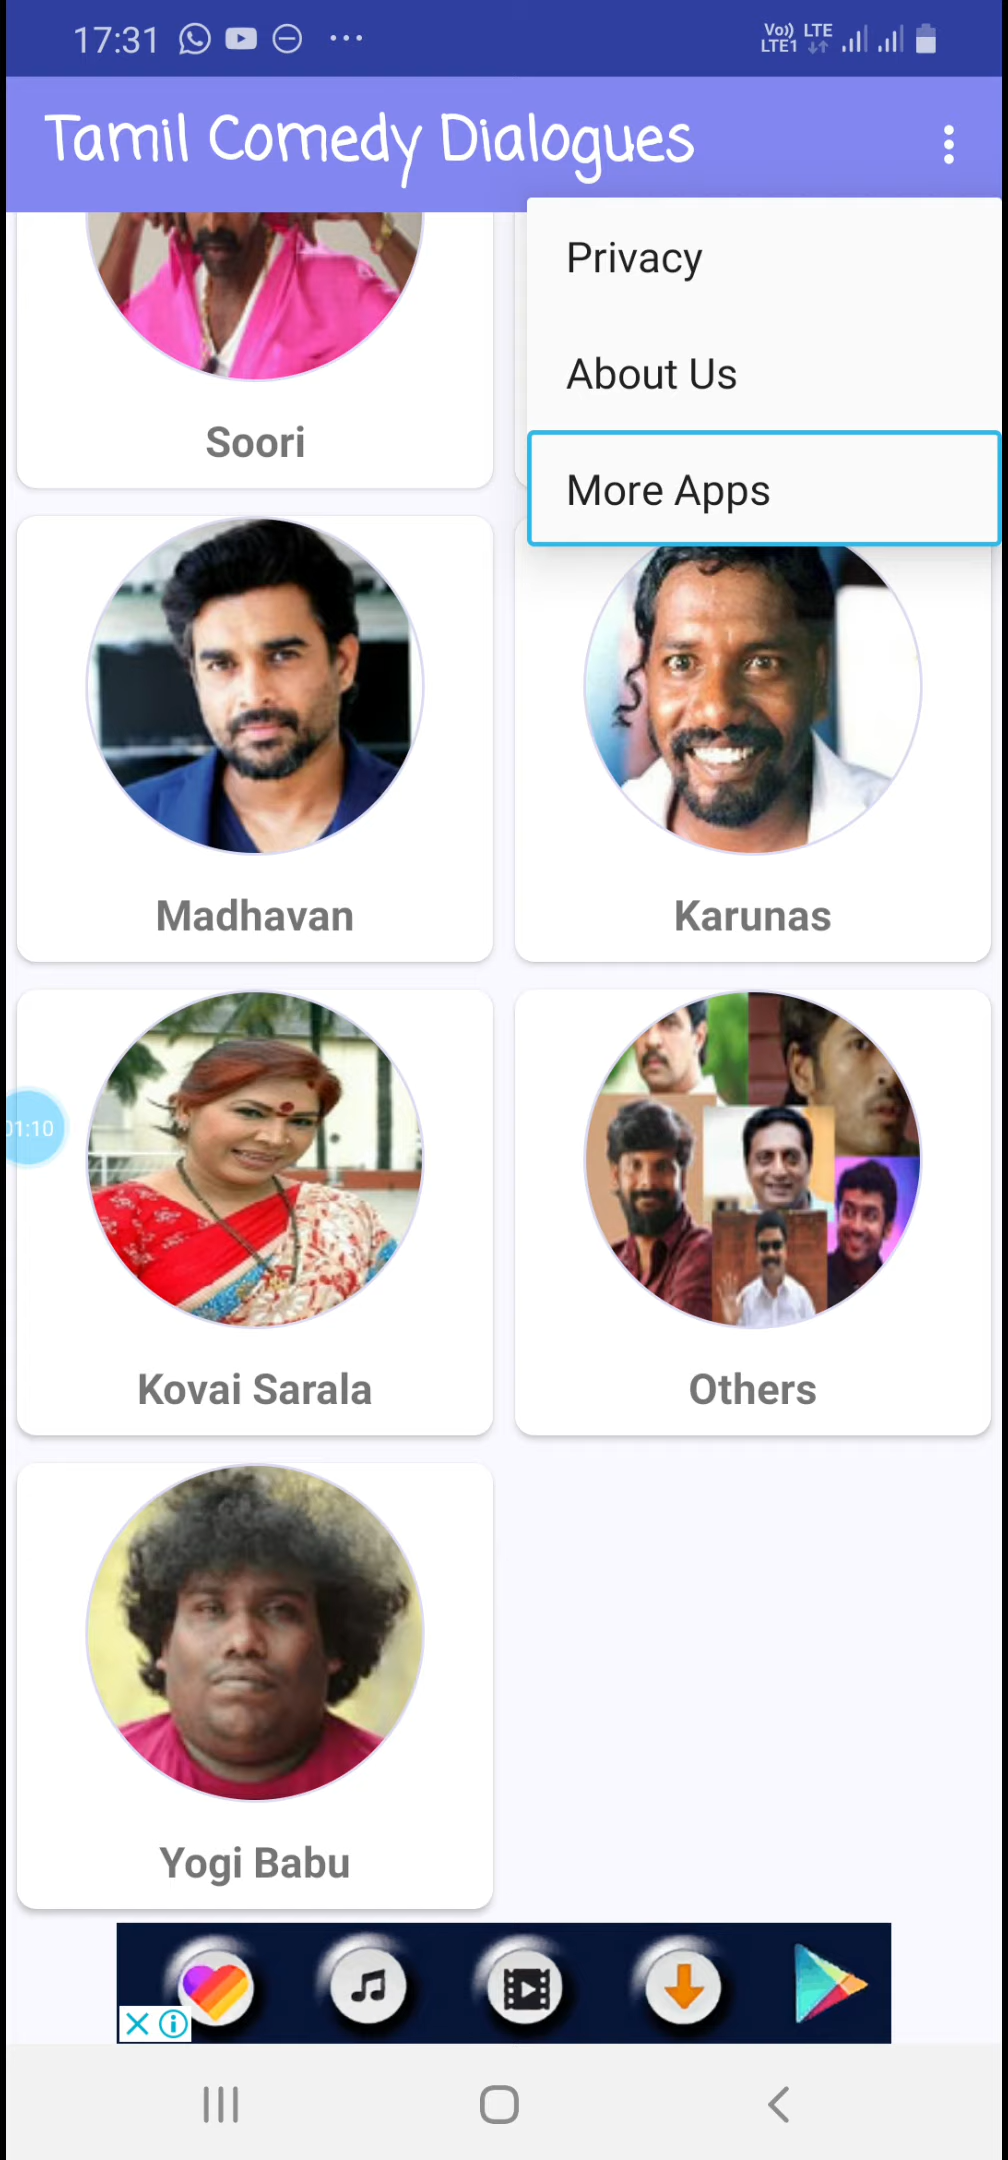 17:31
Vo)) LTE
LTE1
Tamil Comedy Dialogues
Privacy
About Us
More Apps
Soori
Madhavan
Karunas
01:10
Kovai Sarala
Others
Yogi Babu